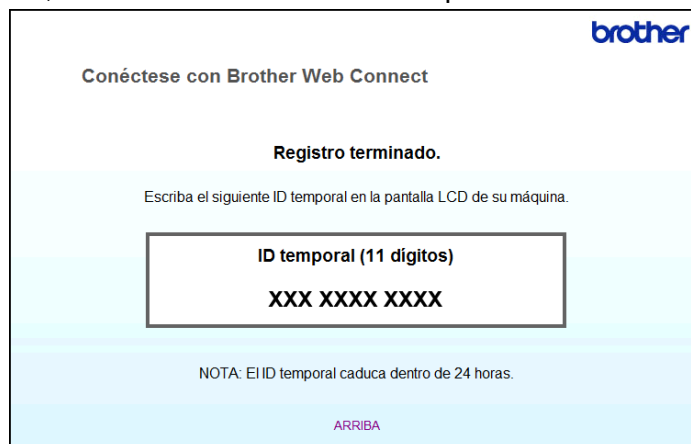 brother
Conéctese con Brother Web Connect
Registro terminado.
Escriba el siguiente ID temporal en la pantalla LCD de su máquina.
ID temporal (11 dígitos)
XXX XXXX XXXX
NOTA: El ID temporal caduca dentro de 24 horas.
ARRIBA